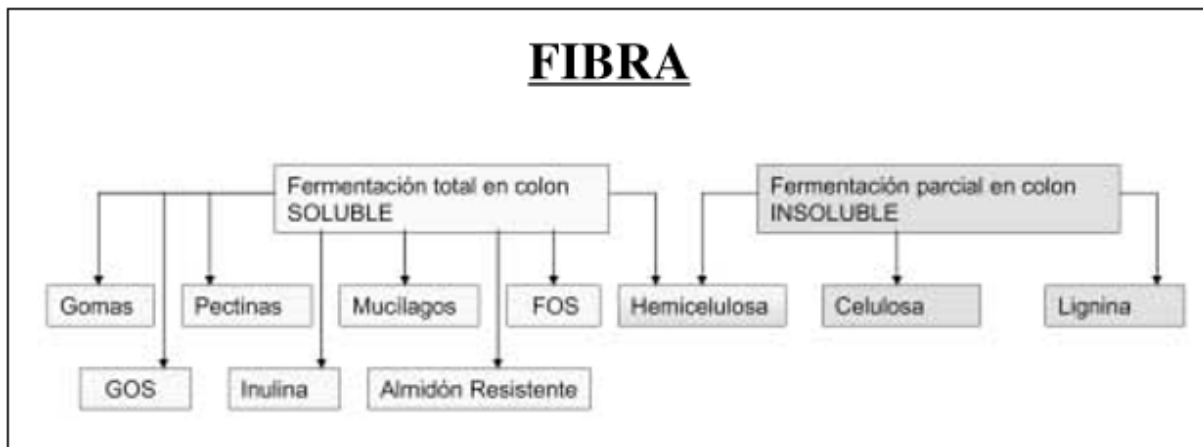 FIBRA
Fermentación total en colon
SOLUBLE
Fermentación parcial en colon
INSOLUBLE
Gomas
Pectinas
Mucílagos
FOS
Hemicelulosa
Celulosa
Lignina
GOS
Inulina
Almidón Resistente